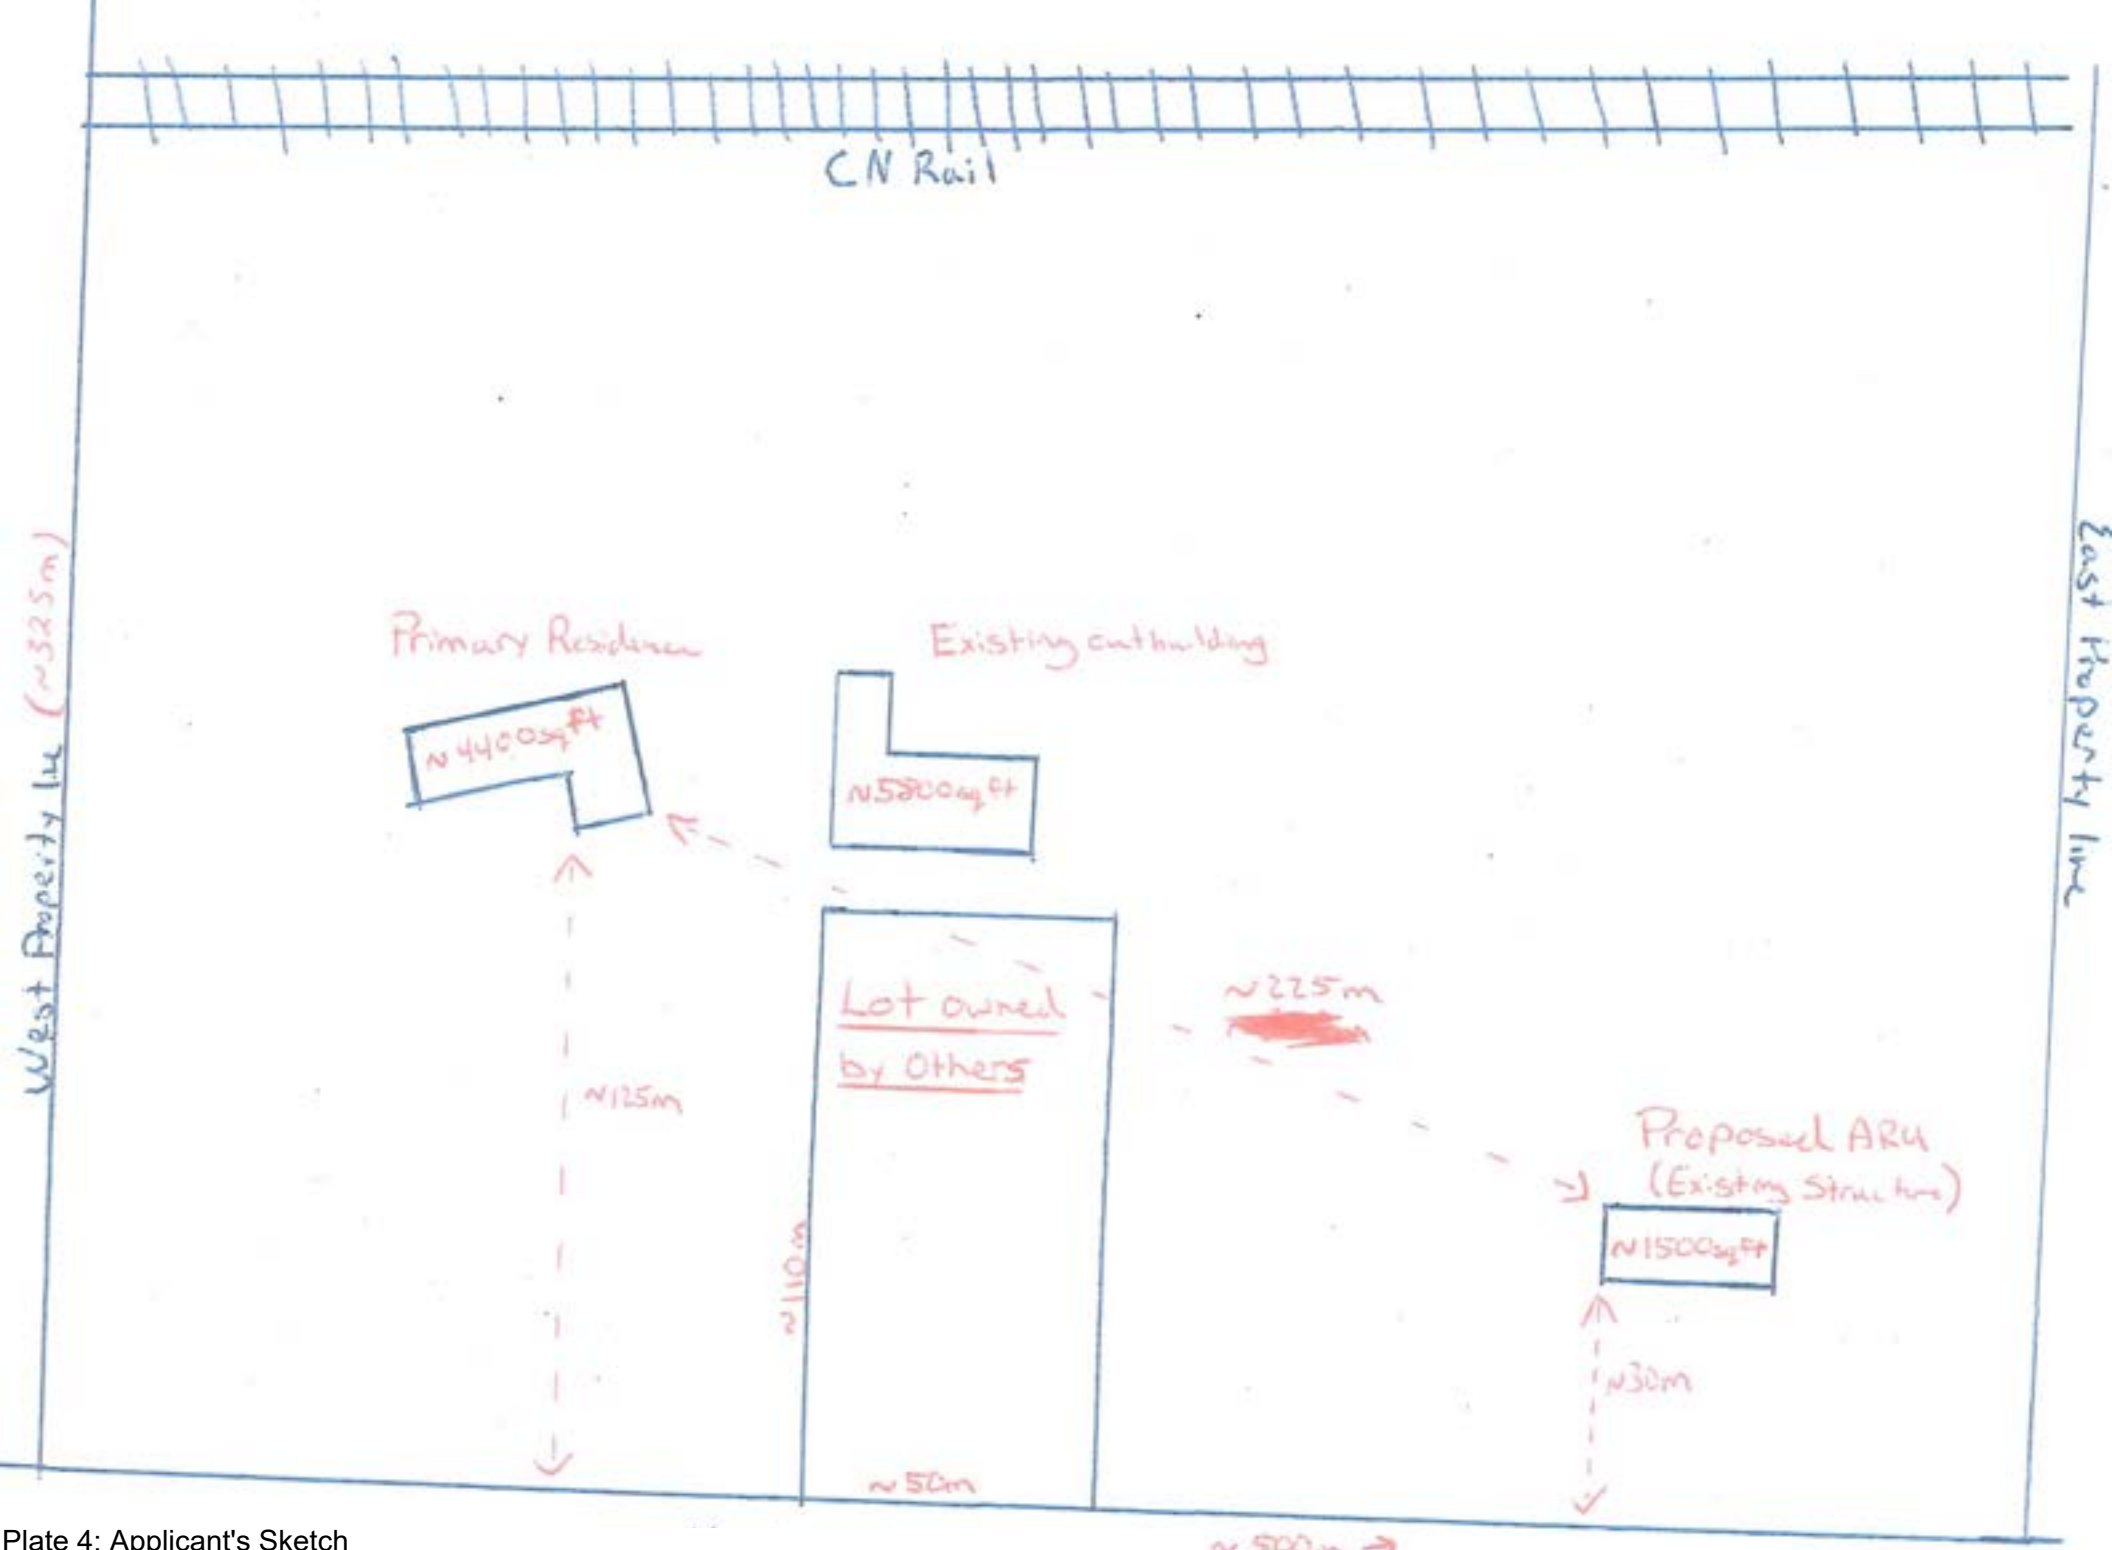 CN Rail
West Property line (~325m)
East Property line
Primary Residence
~4400sqft
Existing outbuilding
~5800sqft
Lot owned
by Others
~225m
~125m
~110m
~50m
Proposed ARU
(Existing Structure)
~1500sqft
~30m
~500m →
Plate 4: Applicant's Sketch